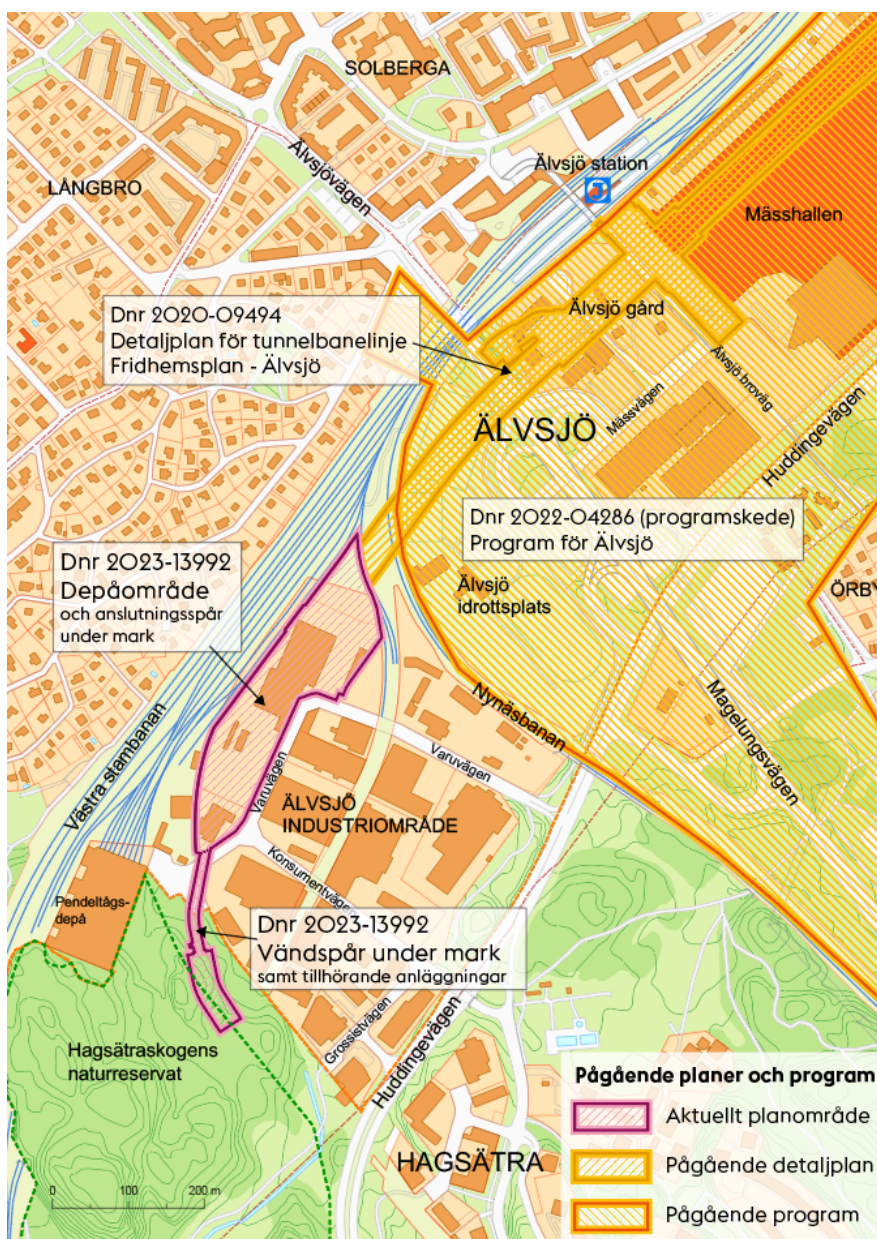 SOLBERGA
Älvsjövägen
Älvsjö station
J
LÅNGBRO
Mässhallen
Dnr 2020-09494
Detaljplan för tunnelbanelinje
Fridhemsplan - Älvsjö
Älvsjö gård
Älvsjö broväg
Mässvägen
ÄLVSJÖ
Huddingevägen
Dnr 2022-04286 (programskede)
Program för Älvsjö
Dnr 2023-13992
Depåområde
och anslutningsspår
under mark
Älvsjö
idrottsplats
ÖRBY
Nynäsbanan
Magelungsvägen
Västra stambanan
Varuvägen
Varuvägen
ÄLVSJÖ
INDUSTRIOMRÅDE
Konsumentvägen
Pendeltågs-
depå
Dnr 2023-13992
Vändspår under mark
samt tillhörande anläggningar
Grossistvägen
Huddingevägen
Hagsätraskogens
naturreservat
HAGSÄTRA
Pågående planer och program
Aktuellt planområde
Pågående detaljplan
Pågående program
0 100 200 m